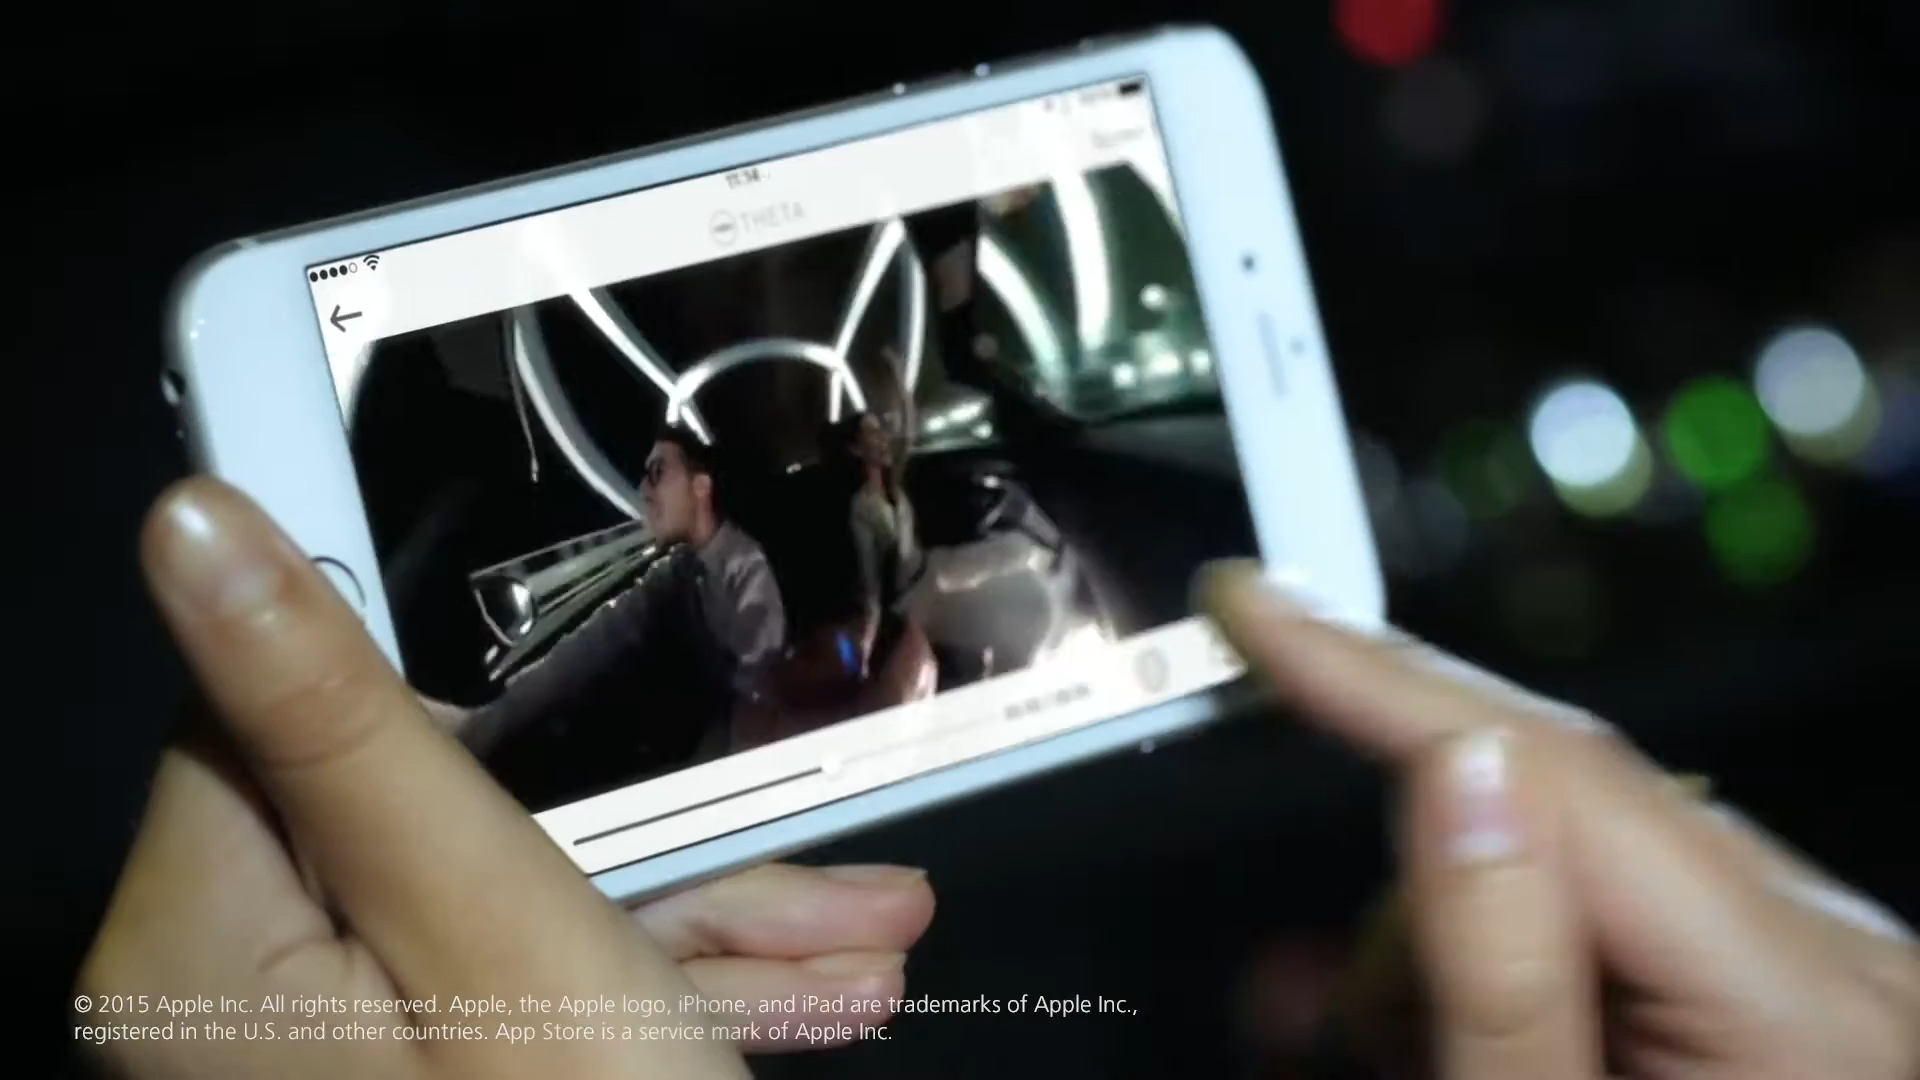 THETA
© 2015 Apple Inc. All rights reserved. Apple, the Apple logo, iPhone, and iPad are trademarks of Apple Inc.,
registered in the U.S. and other countries. App Store is a service mark of Apple Inc.